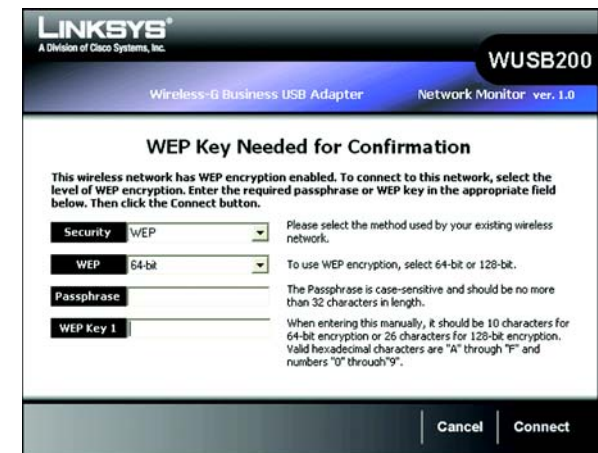 LINKSYS®
A Division of Cisco Systems, Inc.
WUSB200
Wireless-G Business USB Adapter
Network Monitor ver. 1.0
WEP Key Needed for Confirmation
This wireless network has WEP encryption enabled. To connect to this network, select the
level of WEP encryption. Enter the required passphrase or WEP key in the appropriate field
below. Then click the Connect button.
Security WEP
Please select the method used by your existing wireless
network.
WEP 64-bit
To use WEP encryption, select 64-bit or 128-bit.
Passphrase
The Passphrase is case-sensitive and should be no more
than 32 characters in length.
WEP Key 1
When entering this manually, it should be 10 characters for
64-bit encryption or 26 characters for 128-bit encryption.
Valid hexadecimal characters are "A" through "F" and
numbers "0" through"9".
Cancel
Connect